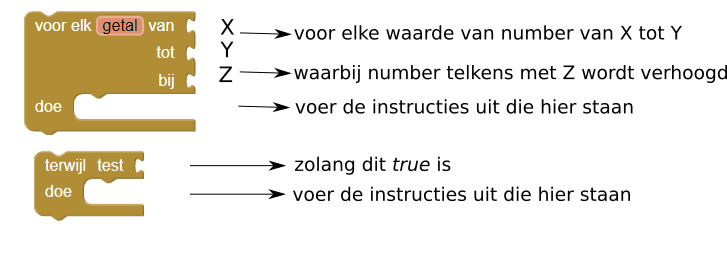 voor elk getal van X voor elke waarde van number van X tot Y
tot Y
bij Z waarbij number telkens met Z wordt verhoogd
doe voer de instructies uit die hier staan
terwijl test zolang dit true is
doe voer de instructies uit die hier staan